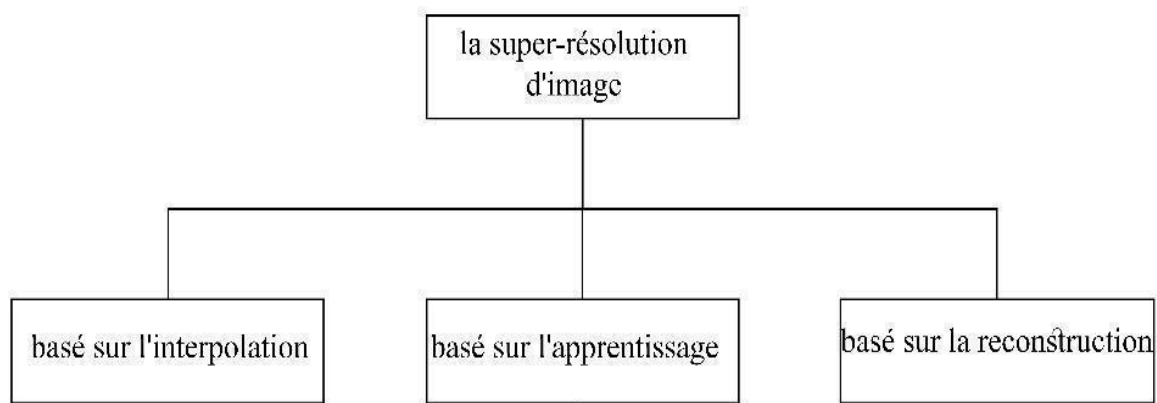 la super-résolution
d'image
basé sur l'interpolation
basé sur l'apprentissage
basé sur la reconstruction